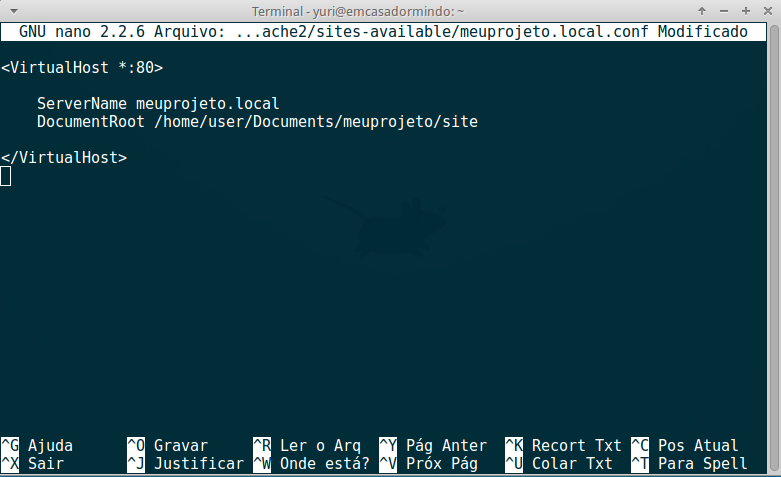 Terminal - yuri@emcasadormindo: ~
GNU nano 2.2.6 Arquivo: ...ache2/sites-available/meuprojeto.local.conf Modificado
<VirtualHost *:80>
ServerName meuprojeto.local
DocumentRoot /home/user/Documents/meuprojeto/site
</VirtualHost>
^G Ajuda ^O Gravar ^R Ler o Arq ^Y Pág Anter ^K Recort Txt ^C Pos Atual
^X Sair ^J Justificar ^W Onde está? ^V Próx Pág ^U Colar Txt ^T Para Spell